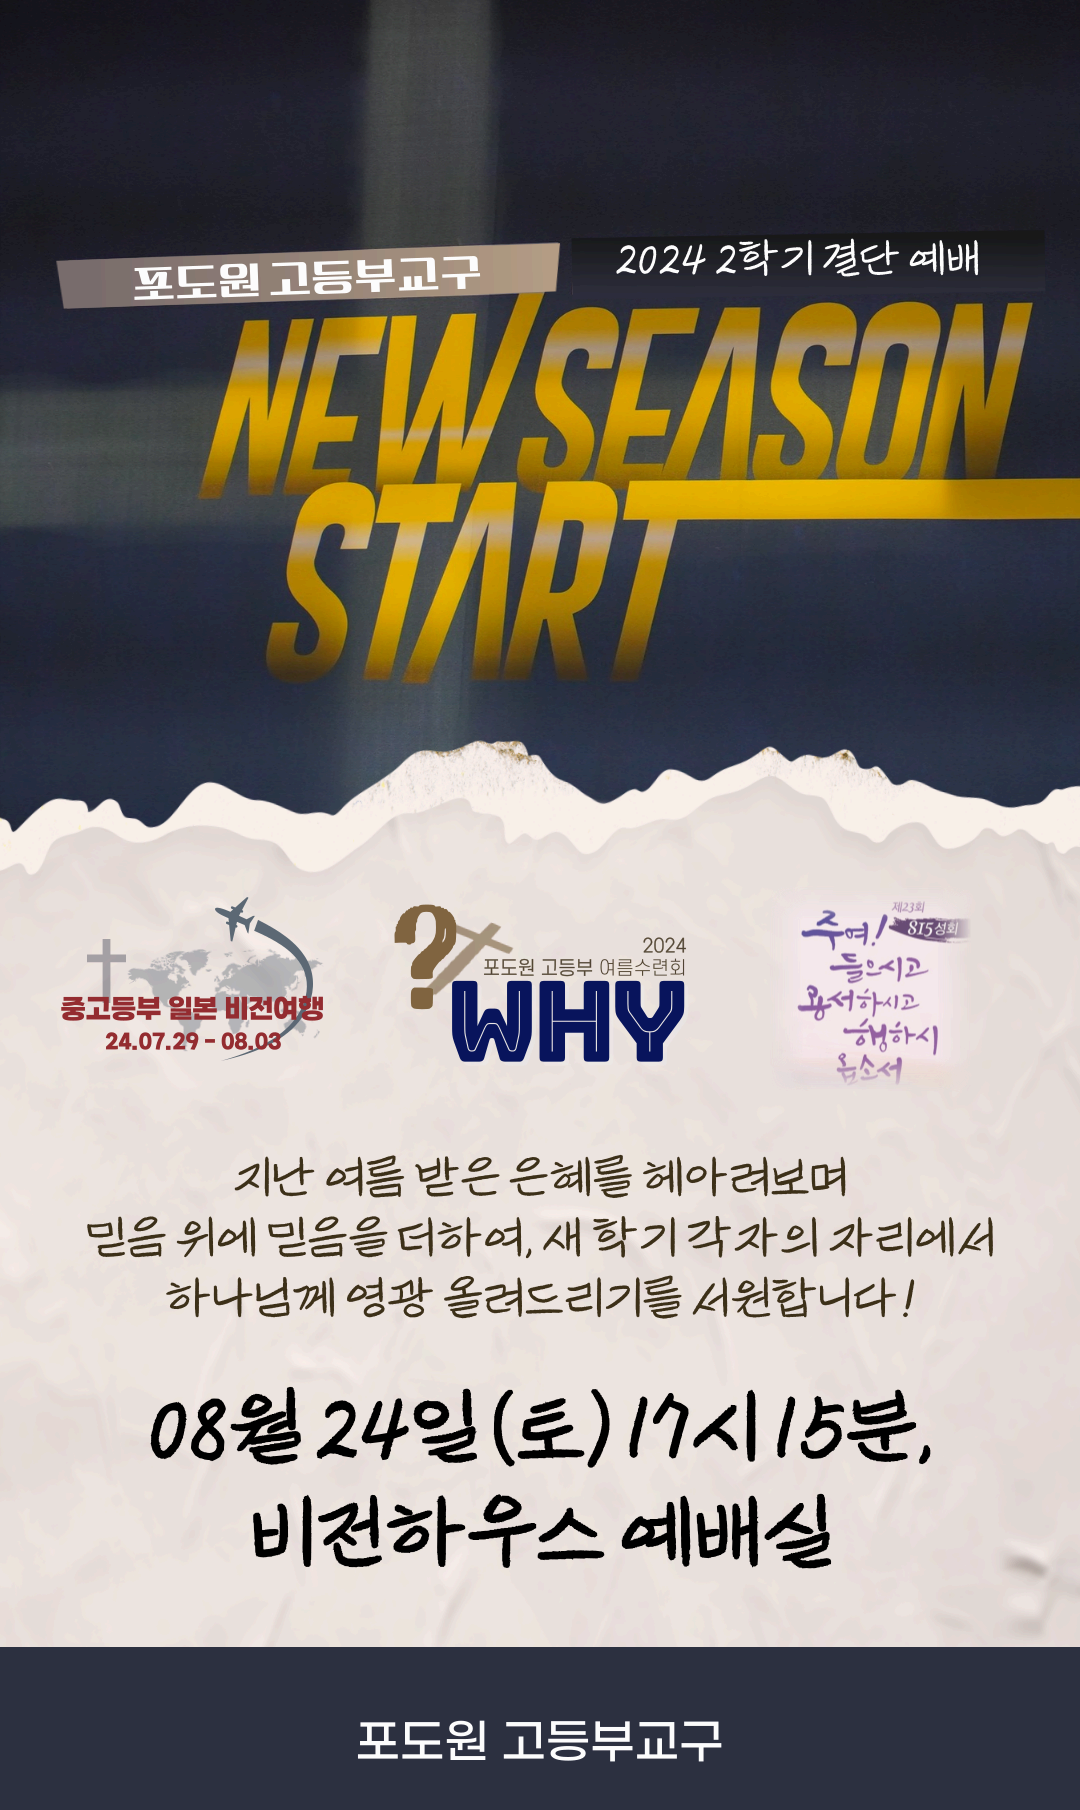 포도원 고등부교구
2024 2학기 결단 예배
NEW SEASON
START
중고등부 일본 비전여행
24.07.29 - 08.03
?
2024
포도원 고등부 여름수련회
WHY
제23회
815성회
주여!
들으시고
용서하시고
행하시
옵소서
지난 여름 받은 은혜를 헤아려보며
믿음 위에 믿음을 더하여, 새 학기 각자의 자리에서
하나님께 영광 올려드리기를 서원합니다!
08월 24일(토) 17시 15분,
비전하우스 예배실
포도원 고등부교구